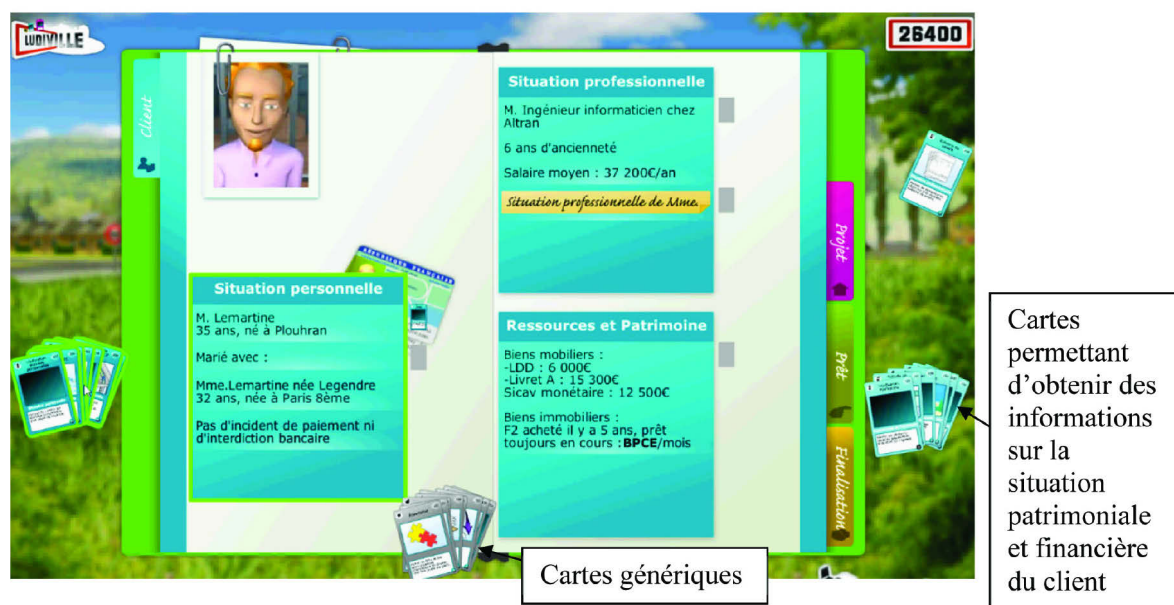 LUDIVILLE
26400
Client
Situation professionnelle
M. Ingénieur informaticien chez
Altran
6 ans d'ancienneté
Salaire moyen : 37 200€/an
Situation professionnelle de Mme.
Situation personnelle
M. Lemartine
35 ans, né à Plouhran
Marié avec :
Mme.Lemartine née Legendre
32 ans, née à Paris 8ème
Pas d'incident de paiement ni
d'interdiction bancaire
Ressources et Patrimoine
Biens mobiliers :
-LDD : 6 000€
-Livret A : 15 300€
Sicav monétaire : 12 500€
Biens immobiliers :
F2 acheté il y a 5 ans, prêt
toujours en cours :BPCE/mois
Projet
Prêt
Finalisation
Cartes génériques
Cartes
permettant
d'obtenir des
informations
sur la
situation
patrimoniale
et financière
du client